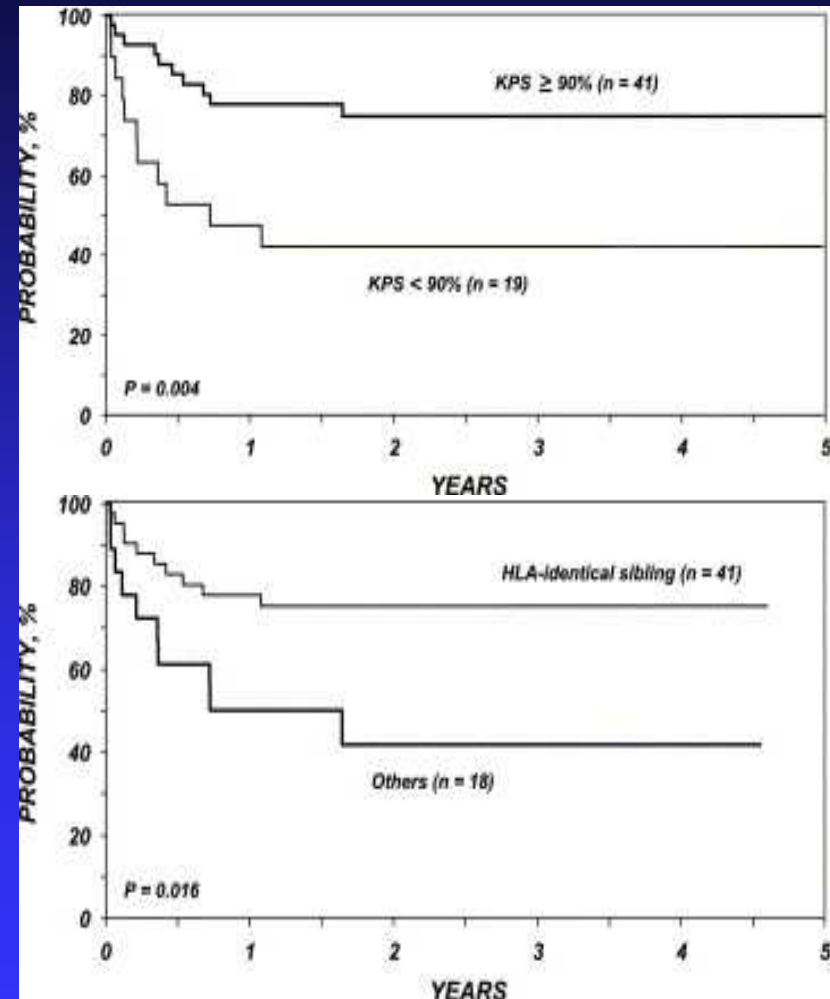 100
80
60
40
20
0
PROBABILITY, %
KPS ≥ 90% (n = 41)
KPS < 90% (n = 19)
P = 0.004
0 1 2 3 4 5
YEARS
100
80
60
40
20
0
PROBABILITY, %
HLA-identical sibling (n = 41)
Others (n = 18)
P = 0.016
0 1 2 3 4 5
YEARS